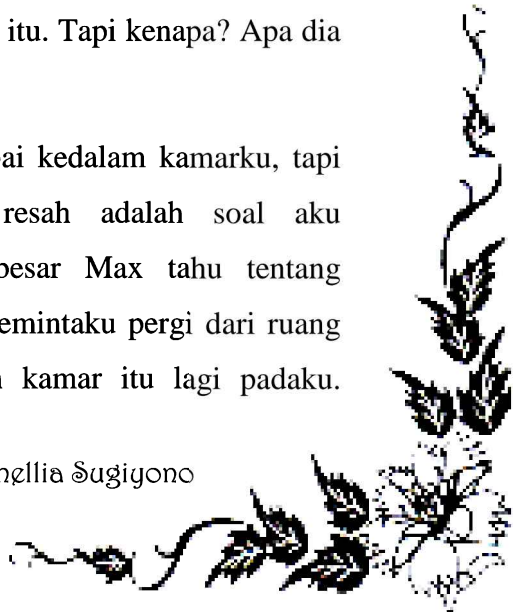 itu. Tapi kenapa? Apa dia
ai kedalam kamarku, tapi
resah adalah soal aku
besar Max tahu tentang
emintaku pergi dari ruang
kamar itu lagi padaku.
nellia Sugiyono